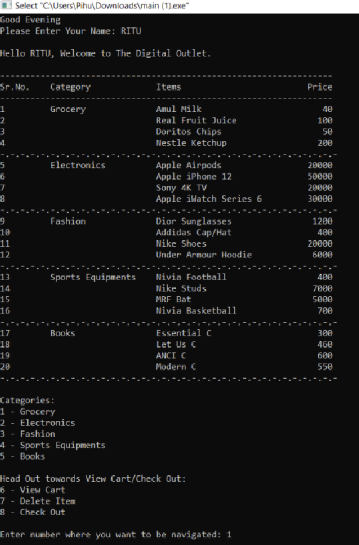 Select "C:\Users\Pihu\Downloads\main (1).exe"
Good Evening
Please Enter Your Name: RITU
Hello RITU, Welcome to The Digital Outlet.
Sr.No. Category Items Price
1 Grocery Amul Milk 40
2 Real Fruit Juice 100
3 Doritos Chips 50
4 Nestle Ketchup 200
5 Electronics Apple Airpods 20000
6 Apple iPhone 12 50000
7 Sony 4K TV 20000
8 Apple iWatch Series 6 30000
9 Fashion Dior Sunglasses 1200
10 Addidas Cap/Hat 400
11 Nike Shoes 20000
12 Under Armour Hoodie 6000
13 Sports Equipments Nivia Football 400
14 Nike Studs 7000
15 MRF Bat 5000
16 Nivia Basketball 700
17 Books Essential C 300
18 Let Us C 460
19 ANCI C 600
20 Modern C 550
Categories:
1 - Grocery
2 - Electronics
3 - Fashion
4 - Sports Equipments
5 - Books
Head Out towards View Cart/Check Out:
6 - View Cart
7 - Delete Item
8 - Check Out
Enter number where you want to be navigated: 1